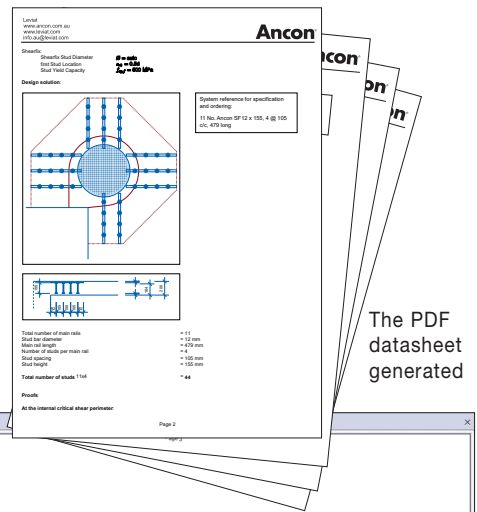 Leviat
www.ancon.com.au
www.leviat.com
info.au@leviat.com
Ancon®
Shearfix:
Shearfix Stud Diameter Ø = auto
first Stud Location
Stud Yield Capacity
Design solution:
System reference for specification
and ordering:
11 No. Ancon SF12 x 155, 4 @ 105
c/c, 479 long
Total number of main rails = 11
Stud bar diameter = 12 mm
Main rail length = 479 mm
Number of studs per main rail = 4
Stud spacing = 105 mm
Stud height = 155 mm
Total number of studs 11x4 = 44
Proofs:
At the internal critical shear perimeter:
Page 2
icon
on
n
The PDF
datasheet
generated